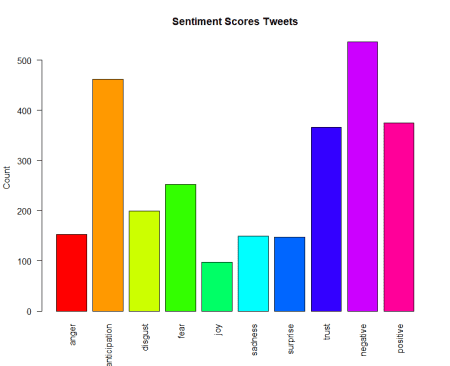 Sentiment Scores Tweets
Count
500
400
300
200
100
0
anger
nticipation
disgust
fear
joy
sadness
surprise
trust
negative
positive